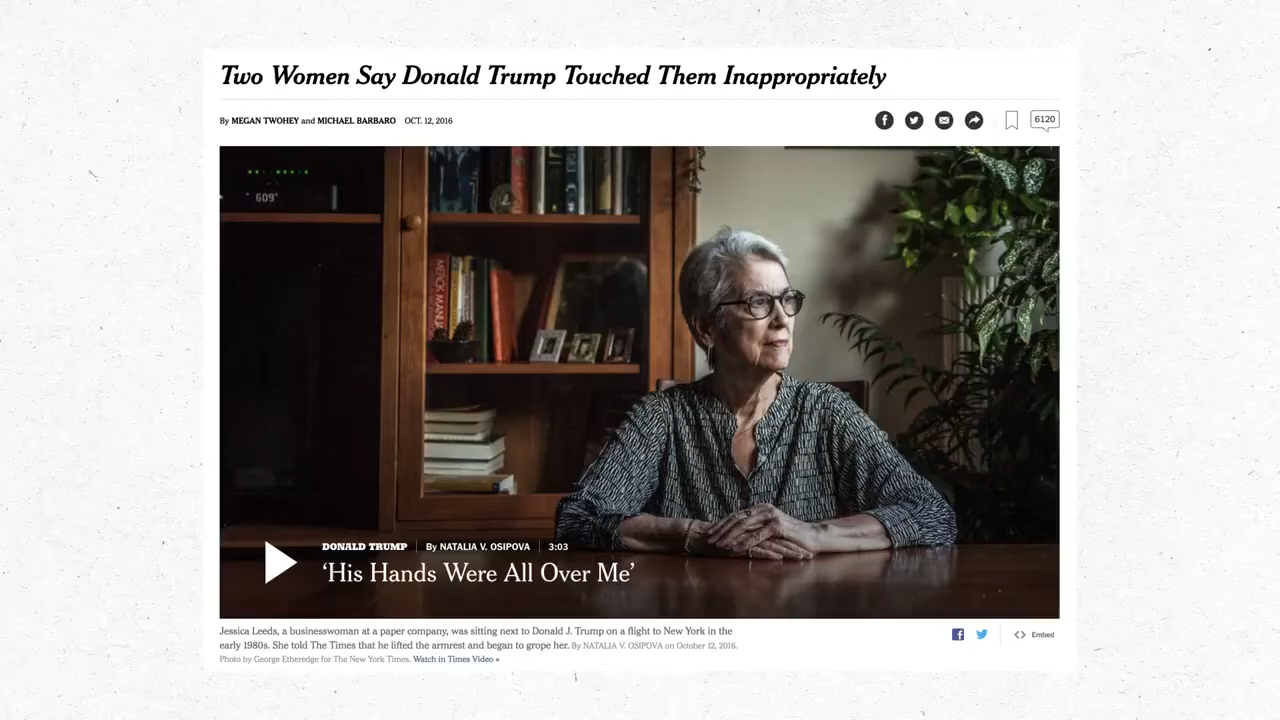 Two Women Say Donald Trump Touched Them Inappropriately
By MEGAN TWOHEY and MICHAEL BARBARO OCT. 12, 2016
6120
609°
MERCK MANUAL
DONALD TRUMP By NATALIA V. OSIPOVA 3:03
‘His Hands Were All Over Me’
Jessica Leeds, a businesswoman at a paper company, was sitting next to Donald J. Trump on a flight to New York in the
early 1980s. She told The Times that he lifted the armrest and began to grope her. By NATALIA V. OSIPOVA on October 12, 2016.
Photo by George Etheredge for The New York Times. Watch in Times Video »
Embed